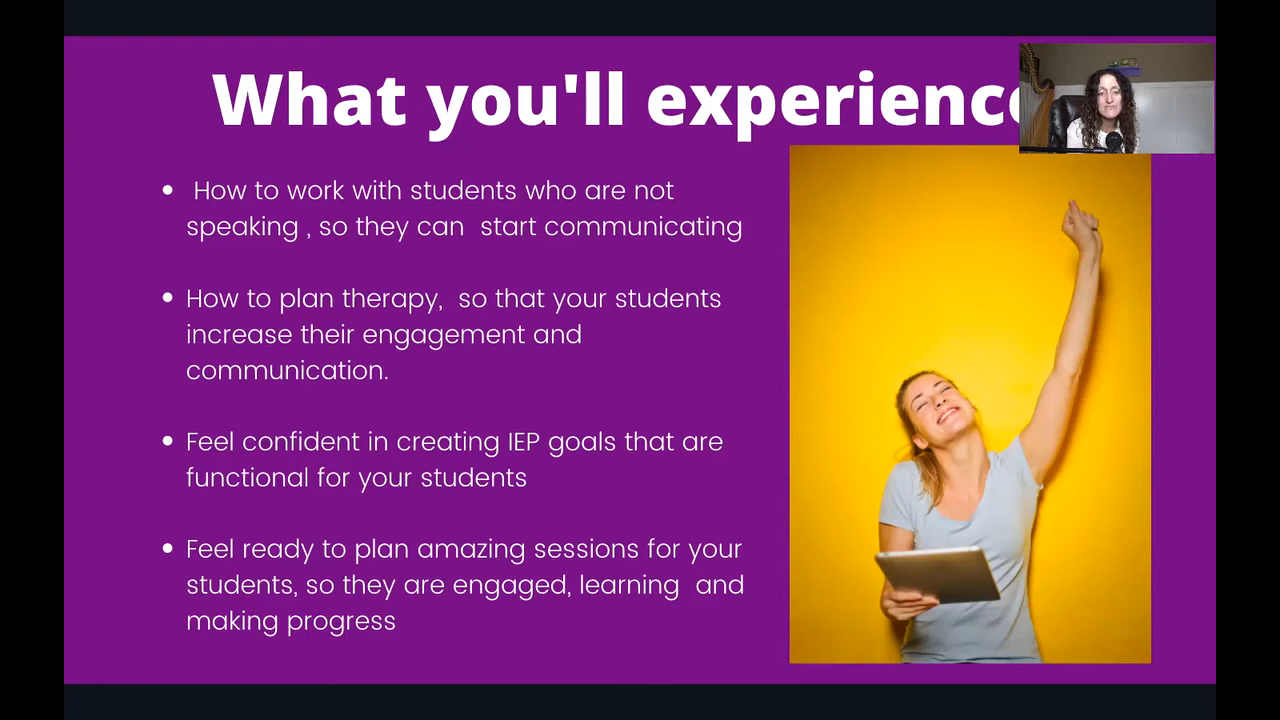 What you'll experience
How to work with students who are not
speaking , so they can  start communicating
How to plan therapy,  so that your students
increase their engagement and
communication.
Feel confident in creating IEP goals that are
functional for your students
Feel ready to plan amazing sessions for your
students, so they are engaged, learning  and
making progress